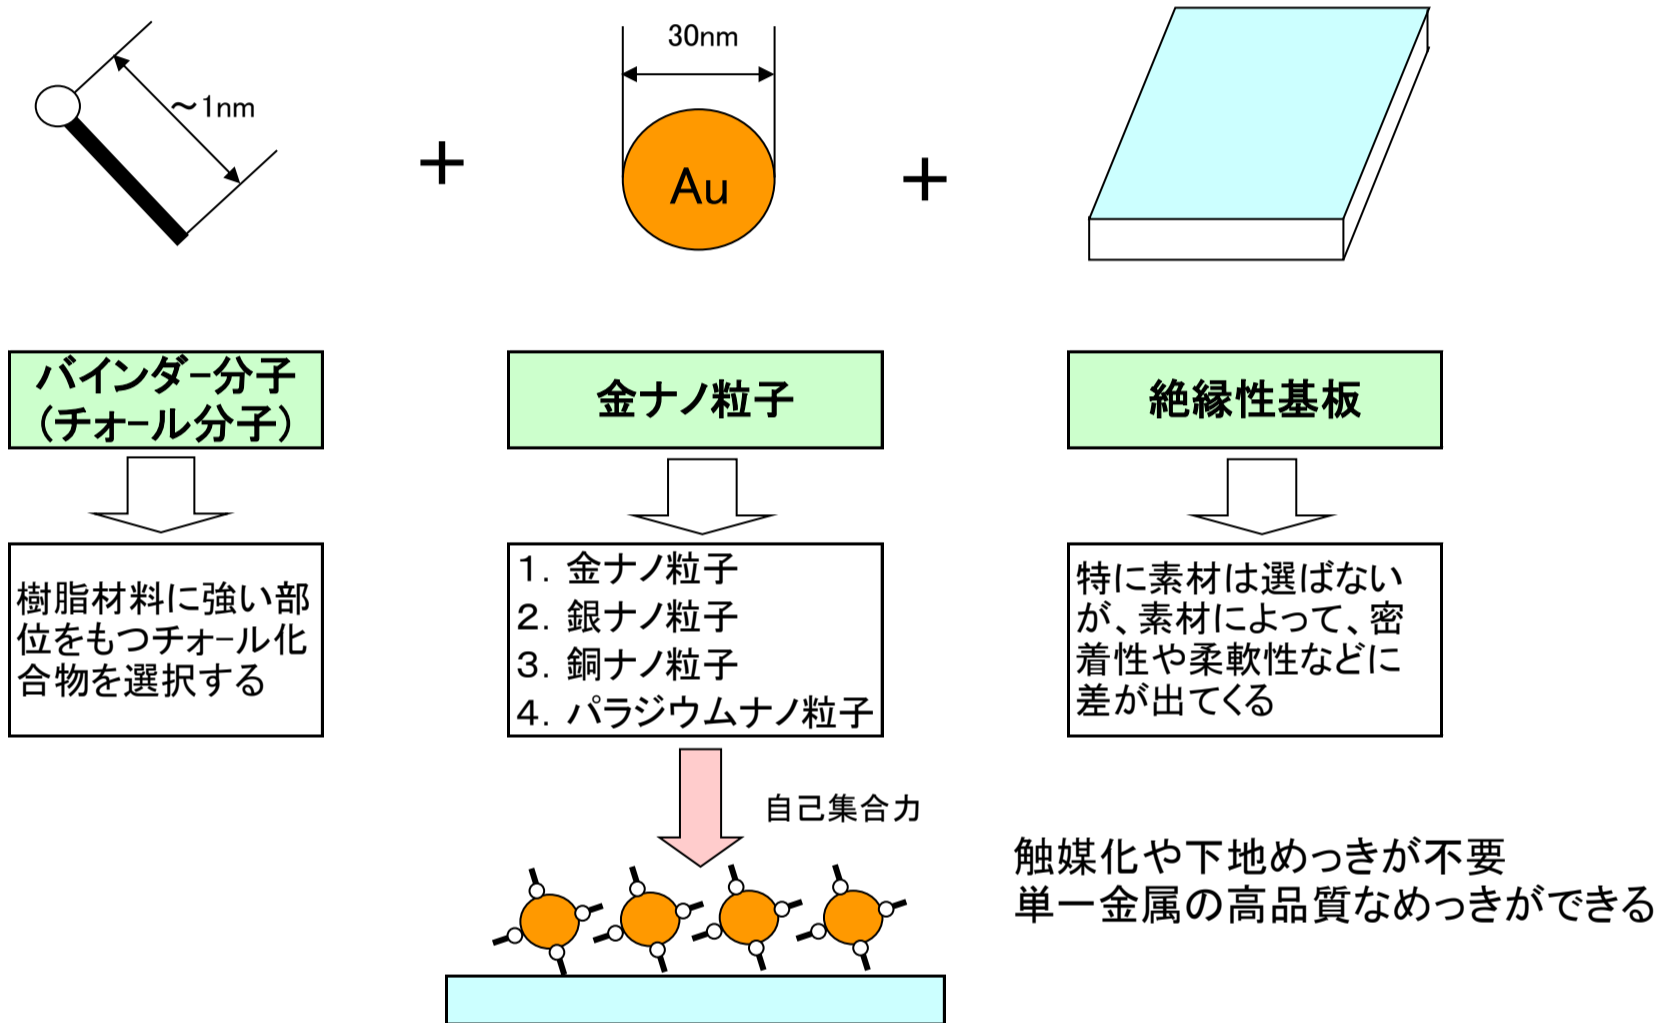 ～1nm
30nm
+
Au
+
バインダー分子
(チォール分子)
金ナノ粒子
絶縁性基板
樹脂材料に強い部
位をもつチォール化
合物を選択する
1. 金ナノ粒子
2. 銀ナノ粒子
3. 銅ナノ粒子
4. パラジウムナノ粒子
特に素材は選ばない
が、素材によって、密
着性や柔軟性などに
差が出てくる
自己集合力
触媒化や下地めっきが不要
単一金属の高品質なめっきができる